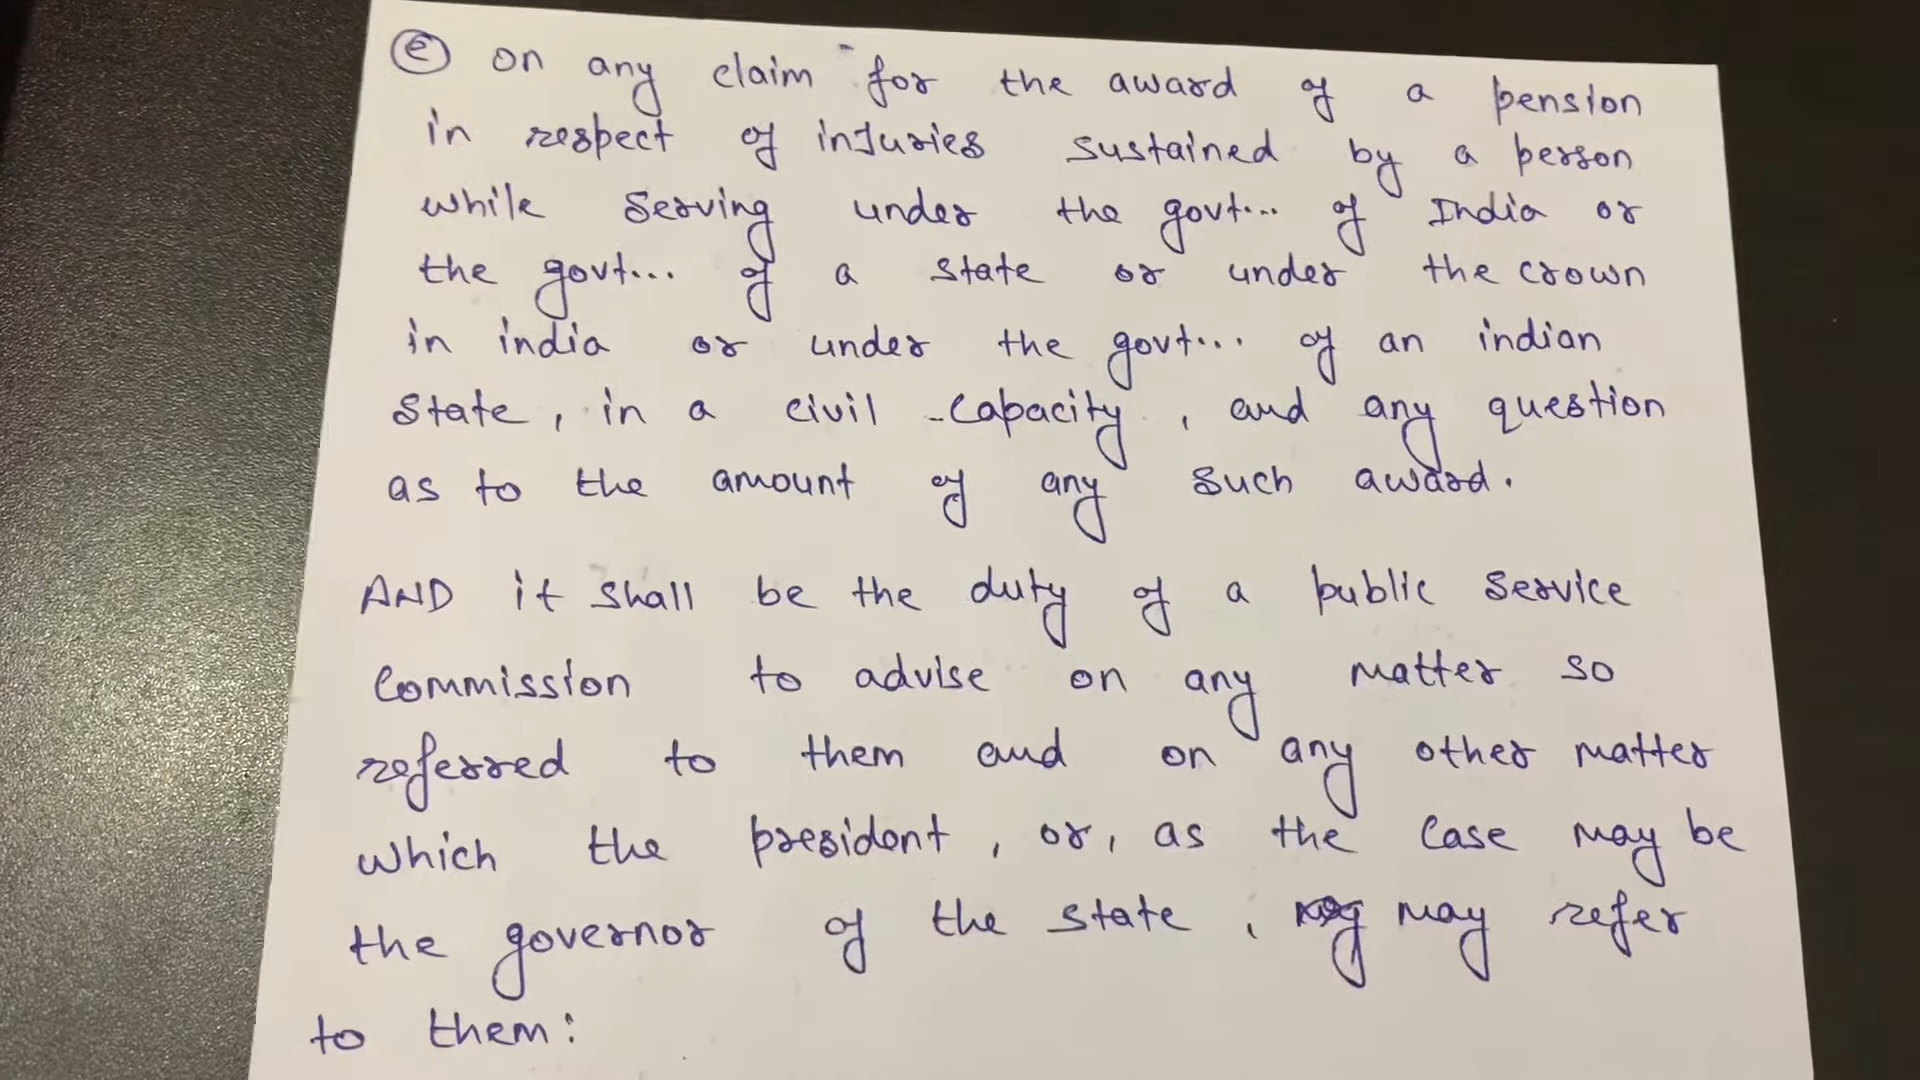 (e) on any claim for the award of a pension
in respect of injuries sustained by a person
while serving under the govt... of India or
the govt... of a state or under the crown
in india or under the govt... of an indian
state, in a civil capacity, and any question
as to the amount of any such award.
AND it shall be the duty of a public service
commission to advise on any matter so
referred to them and on any other matter
which the president, or, as the case may be
the governor of the state, may refer
to them: